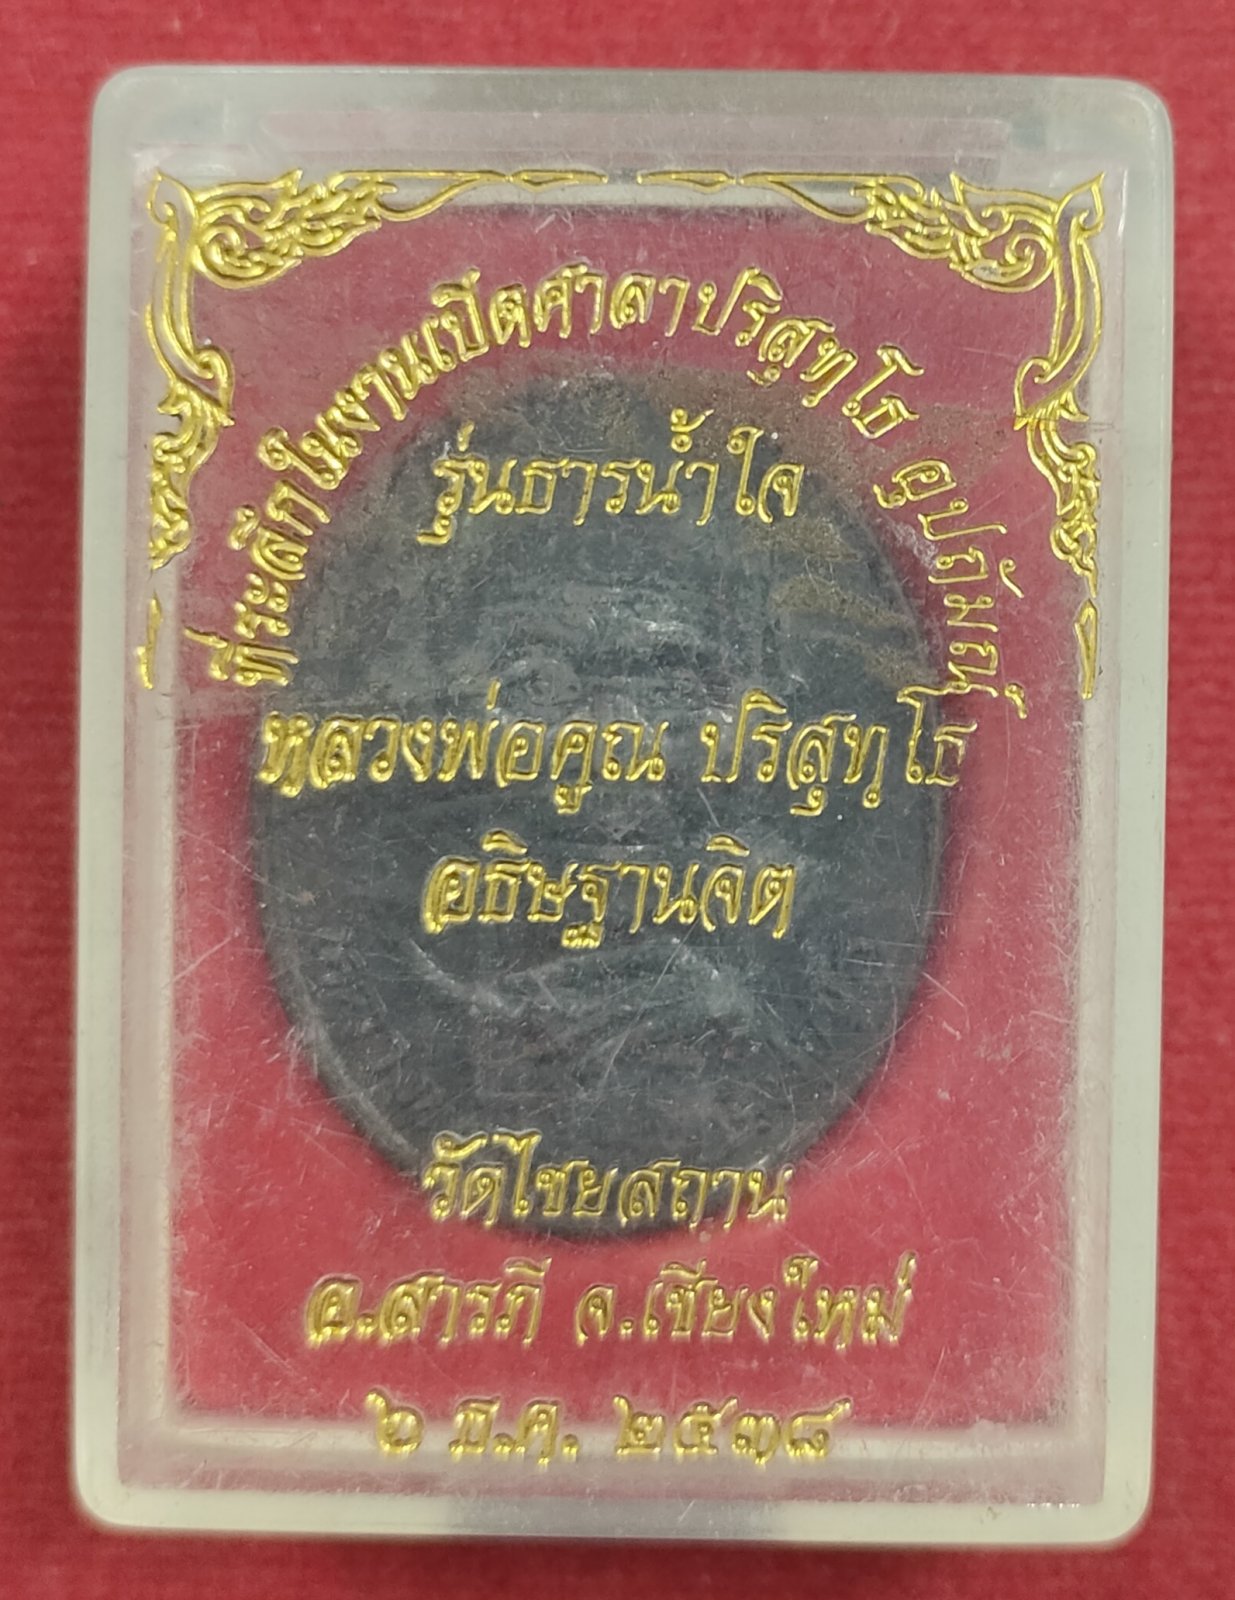 ที่ระลึกในงานเปิดศาลาปริสุทฺโธ อุปถัมภ์
รุ่นธารน้ำใจ
หลวงพ่อคูณ ปริสุทฺโธ
อธิษฐานจิต
วัดไชยสถาน
อ.สารภี จ.เชียงใหม่
๖ มี.ค. ๒๕๓๘